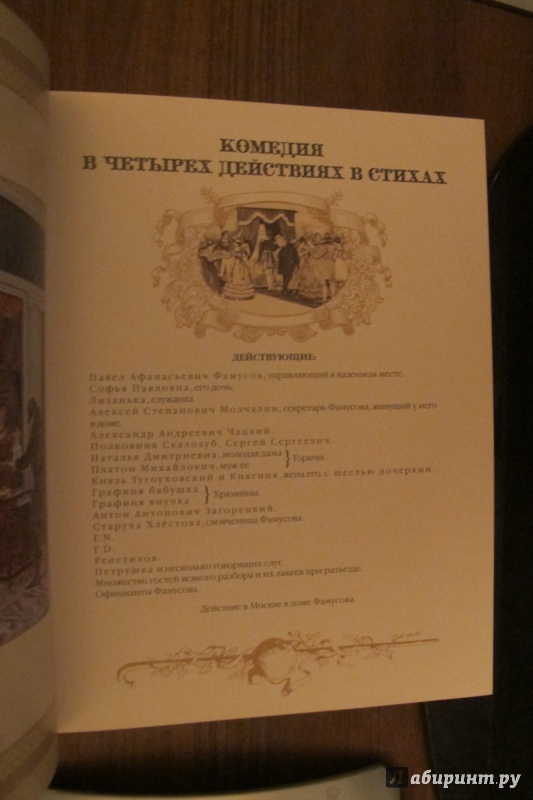 КОМЕДИЯ
В ЧЕТЫРЕХ ДЕЙСТВИЯХ В СТИХАХ
ДЕЙСТВУЮЩИЕ:
Павел Афанасьевич Фамусов, управляющий в казенном месте.
Софья Павловна, его дочь.
Лизанька, служанка.
Алексей Степанович Молчалин, секретарь Фамусова, живущий у него
в доме.
Александр Андреевич Чацкий.
Полковник Скалозуб, Сергей Сергеевич.
Наталья Дмитриевна, молодая дама } Горичи.
Платон Михайлович, муж ее
Князь Тугоуховский и Княгиня, жена его, с шестью дочерями.
Графиня бабушка } Хрюмины.
Графиня внучка
Антон Антонович Загорецкий.
Старуха Хлёстова, свояченица Фамусова.
Г.N.
Г.D.
Репетилов.
Петрушка и несколько говорящих слуг.
Множество гостей всякого разбора и их лакеев при разъезде.
Официанты Фамусова.
Действие в Москве в доме Фамусова
Лабиринт.ру